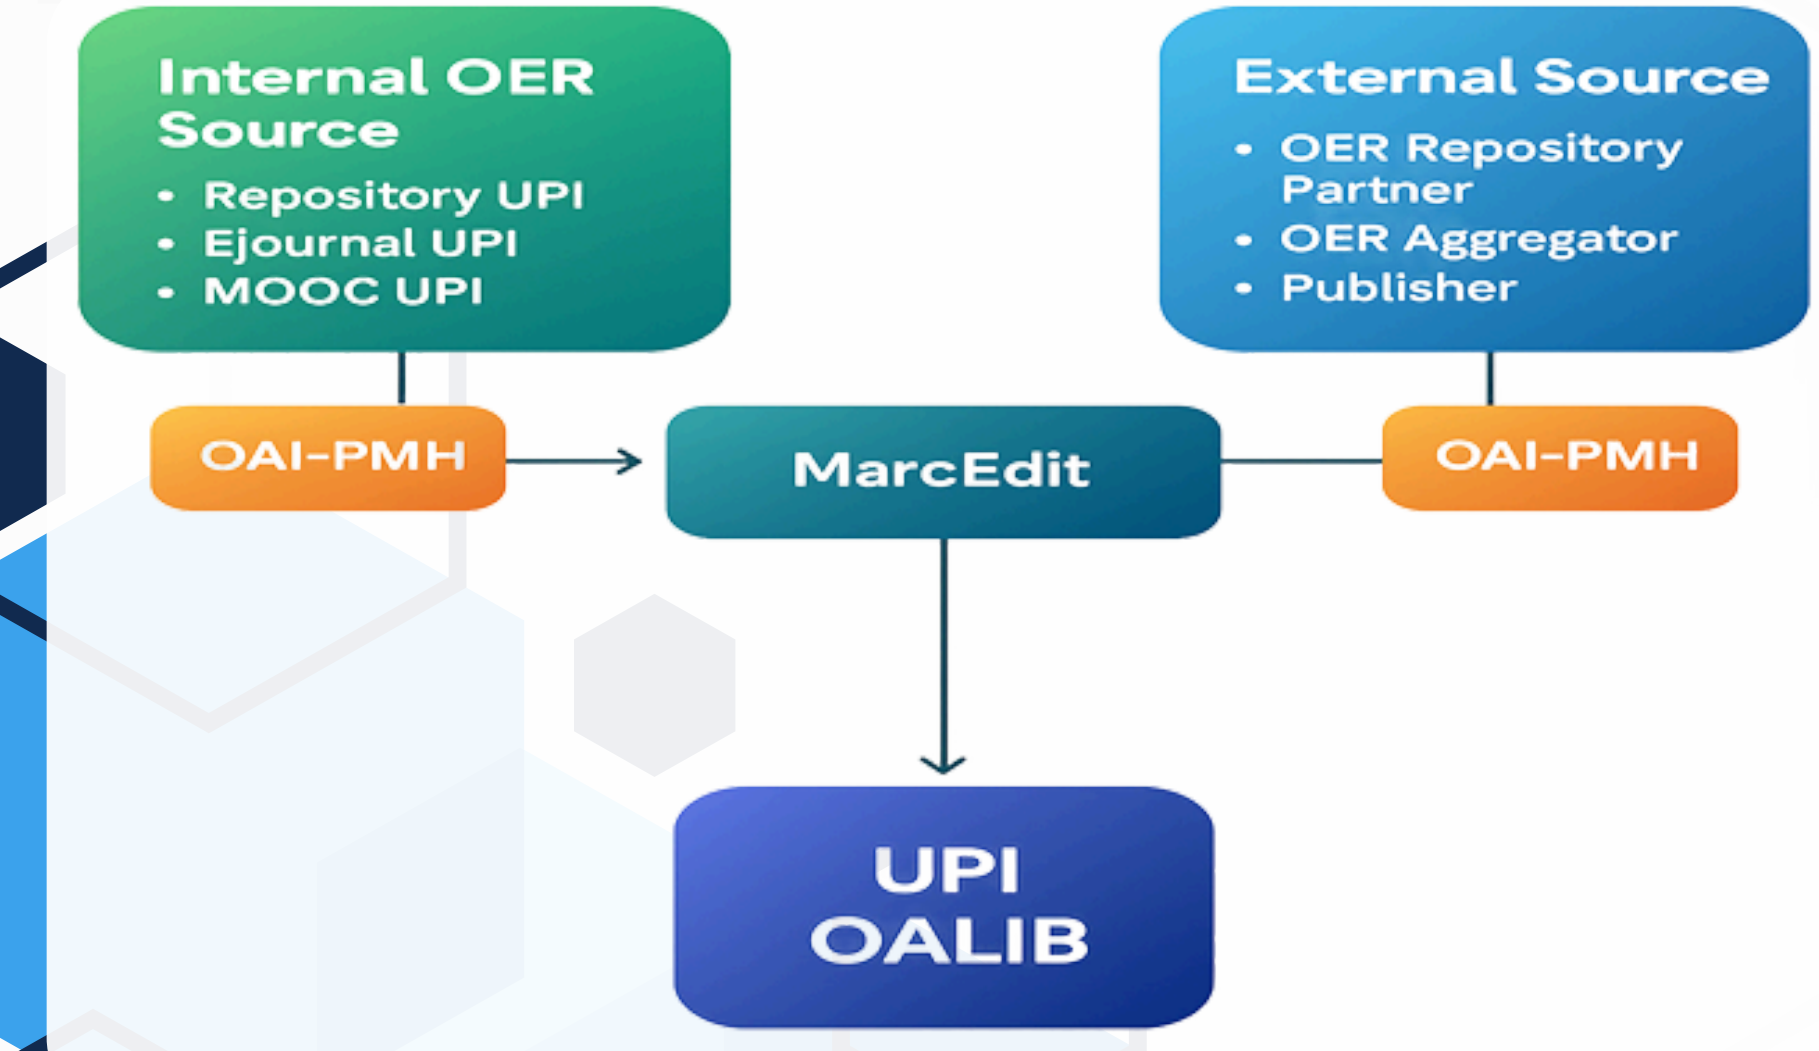 Internal OER
Source
• Repository UPI
• Ejournal UPI
• MOOC UPI
External Source
• OER Repository
Partner
• OER Aggregator
• Publisher
OAI-PMH
MarcEdit
OAI-PMH
UPI
OALIB